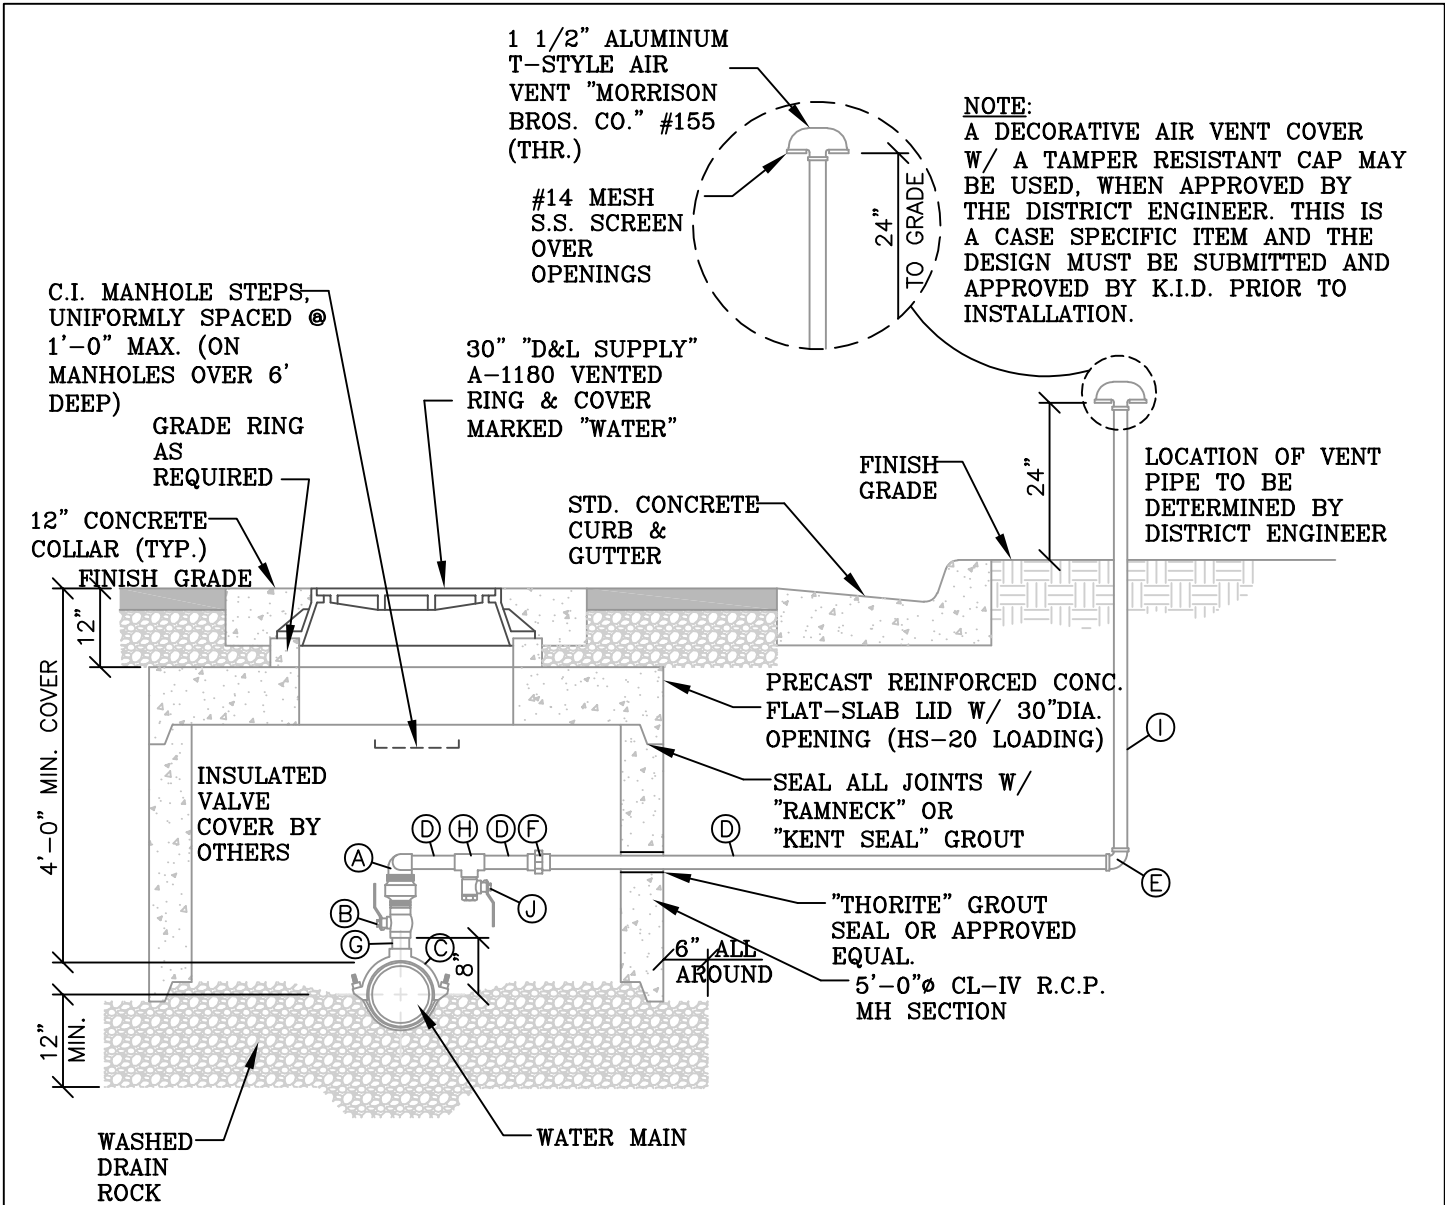 1 1/2" ALUMINUM
T-STYLE AIR
VENT "MORRISON
BROS. CO." #155
(THR.)
#14 MESH
S.S. SCREEN
OVER
OPENINGS
24"
TO GRADE
NOTE:
A DECORATIVE AIR VENT COVER
W/ A TAMPER RESISTANT CAP MAY
BE USED, WHEN APPROVED BY
THE DISTRICT ENGINEER. THIS IS
A CASE SPECIFIC ITEM AND THE
DESIGN MUST BE SUBMITTED AND
APPROVED BY K.I.D. PRIOR TO
INSTALLATION.
C.I. MANHOLE STEPS,
UNIFORMLY SPACED @
1'-0" MAX. (ON
MANHOLES OVER 6'
DEEP)
30" "D&L SUPPLY"
A-1180 VENTED
RING & COVER
MARKED "WATER"
GRADE RING
AS
REQUIRED
12" CONCRETE
COLLAR (TYP.)
FINISH GRADE
STD. CONCRETE
CURB &
GUTTER
FINISH
GRADE
24"
LOCATION OF VENT
PIPE TO BE
DETERMINED BY
DISTRICT ENGINEER
12"
4'-0" MIN. COVER
PRECAST REINFORCED CONC.
FLAT-SLAB LID W/ 30"DIA.
OPENING (HS-20 LOADING)
I
INSULATED
VALVE
COVER BY
OTHERS
SEAL ALL JOINTS W/
"RAMNECK" OR
"KENT SEAL" GROUT
D H D F D
A
E
B
J
G
C
8"
"THORITE" GROUT
SEAL OR APPROVED
EQUAL.
6" ALL
AROUND
5'-0"ø CL-IV R.C.P.
MH SECTION
12"
MIN.
WATER MAIN
WASHED
DRAIN
ROCK